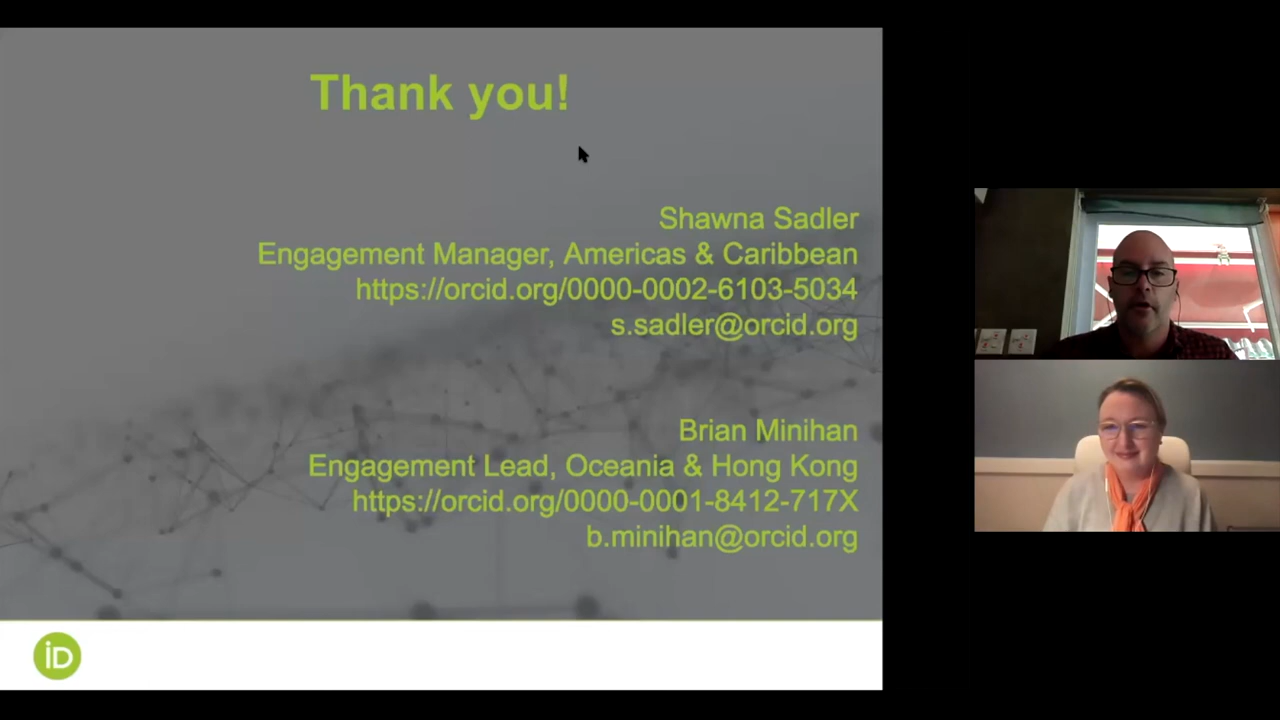 Thank you!
Shawna Sadler
Engagement Manager, Americas & Caribbean
https://orcid.org/0000-0002-6103-5034
s.sadler@orcid.org
Brian Minihan
Engagement Lead, Oceania & Hong Kong
https://orcid.org/0000-0001-8412-717X
b.minihan@orcid.org
iD